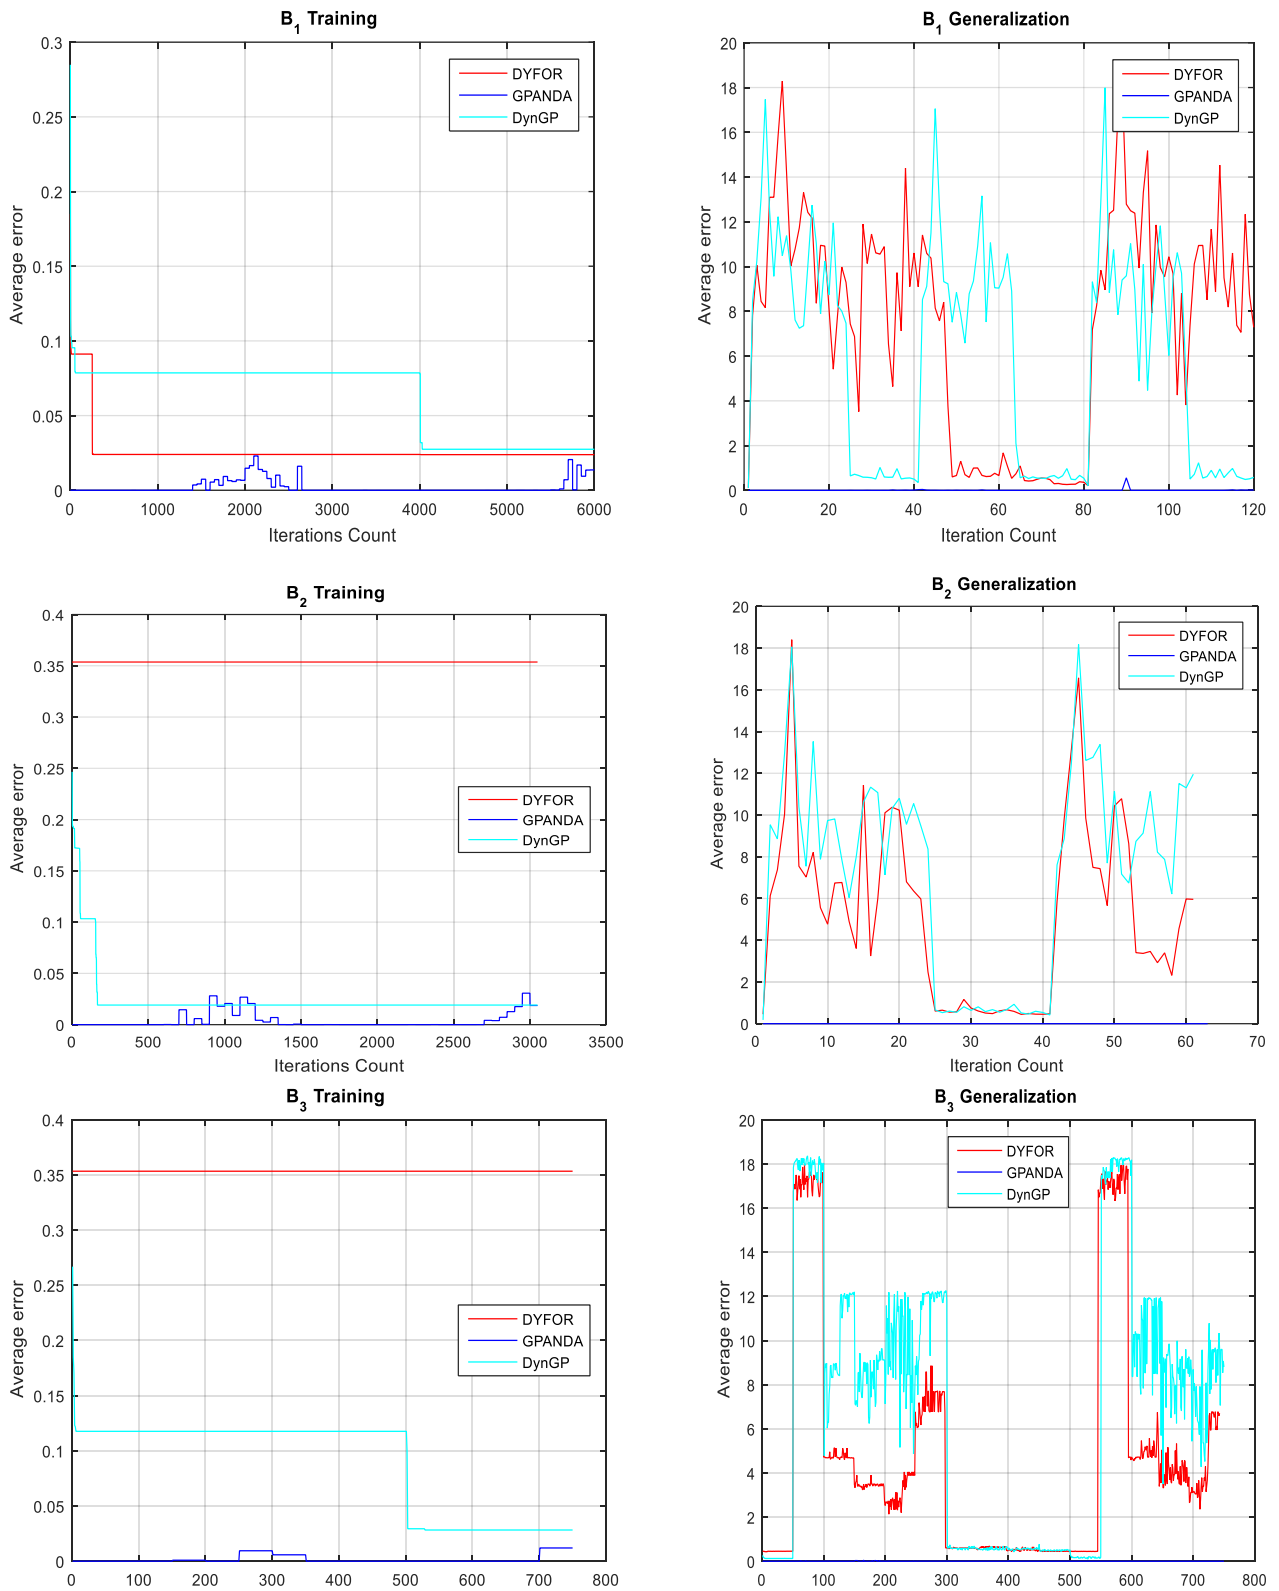 B1 Training
0.3
0.25
0.2
0.15
0.1
0.05
0
Average error
DYFOR
GPANDA
DynGP
0 1000 2000 3000 4000 5000 6000
Iterations Count
B1 Generalization
20
18
16
14
12
10
8
6
4
2
0
Average error
DYFOR
GPANDA
DynGP
0 20 40 60 80 100 120
Iteration Count
B2 Training
0.4
0.35
0.3
0.25
0.2
0.15
0.1
0.05
0
Average error
DYFOR
GPANDA
DynGP
0 500 1000 1500 2000 2500 3000 3500
Iterations Count
B2 Generalization
20
18
16
14
12
10
8
6
4
2
0
Average error
DYFOR
GPANDA
DynGP
0 10 20 30 40 50 60 70
Iteration Count
B3 Training
0.4
0.35
0.3
0.25
0.2
0.15
0.1
0.05
0
Average error
DYFOR
GPANDA
DynGP
0 100 200 300 400 500 600 700 800
B3 Generalization
20
18
16
14
12
10
8
6
4
2
0
Average error
DYFOR
GPANDA
DynGP
0 100 200 300 400 500 600 700 800